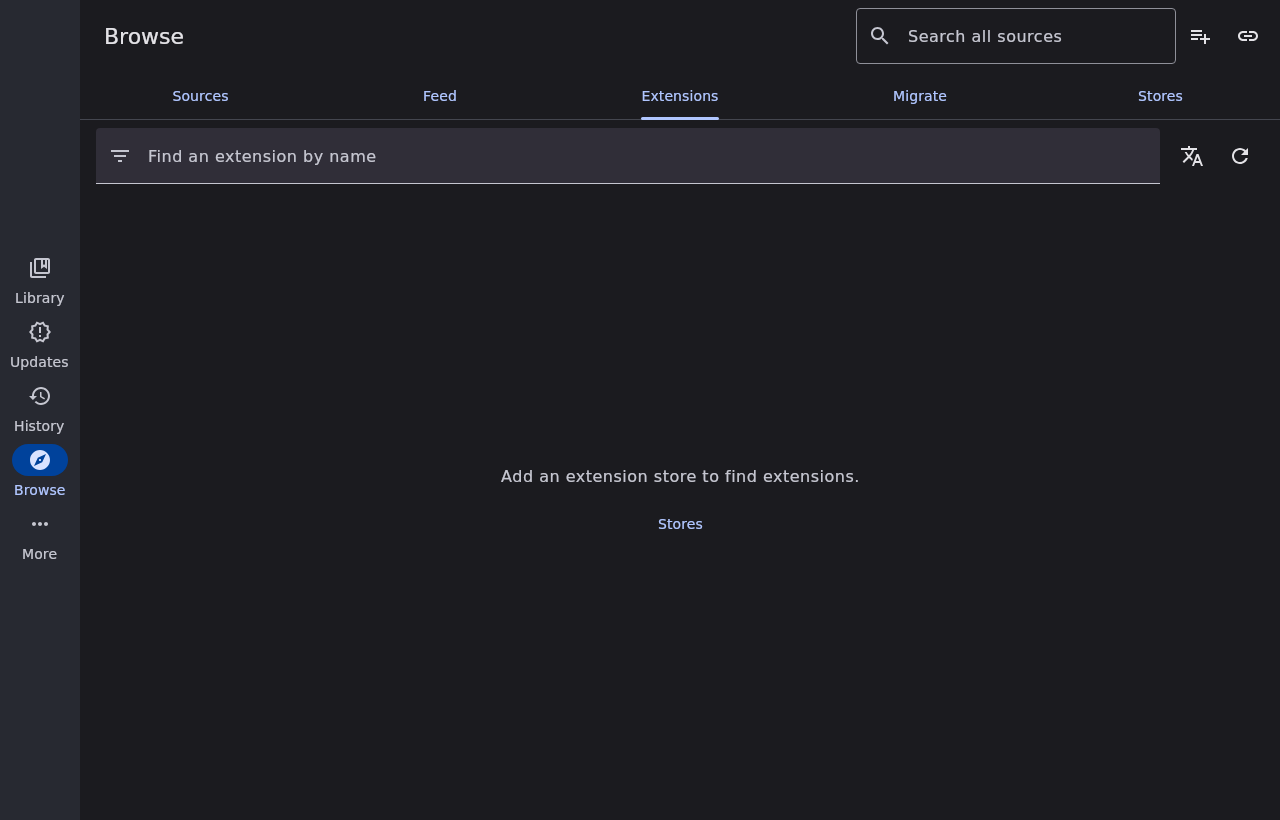 Browse
Search all sources
Sources
Feed
Extensions
Migrate
Stores
Find an extension by name
Library
Updates
History
Browse
More
Add an extension store to find extensions.
Stores